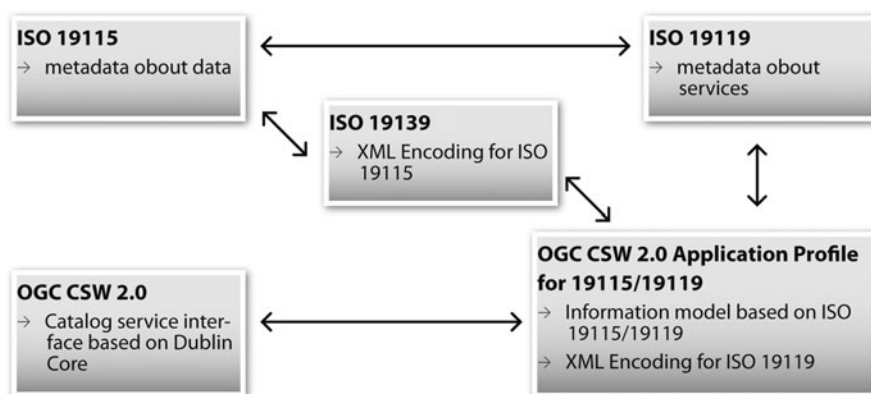 ISO 19115
→ metadata obout data
ISO 19119
→ metadata obout
services
ISO 19139
→ XML Encoding for ISO
19115
OGC CSW 2.0
→ Catalog service inter-
face based on Dublin
Core
OGC CSW 2.0 Application Profile
for 19115/19119
→ Information model based on ISO
19115/19119
→ XML Encoding for ISO 19119